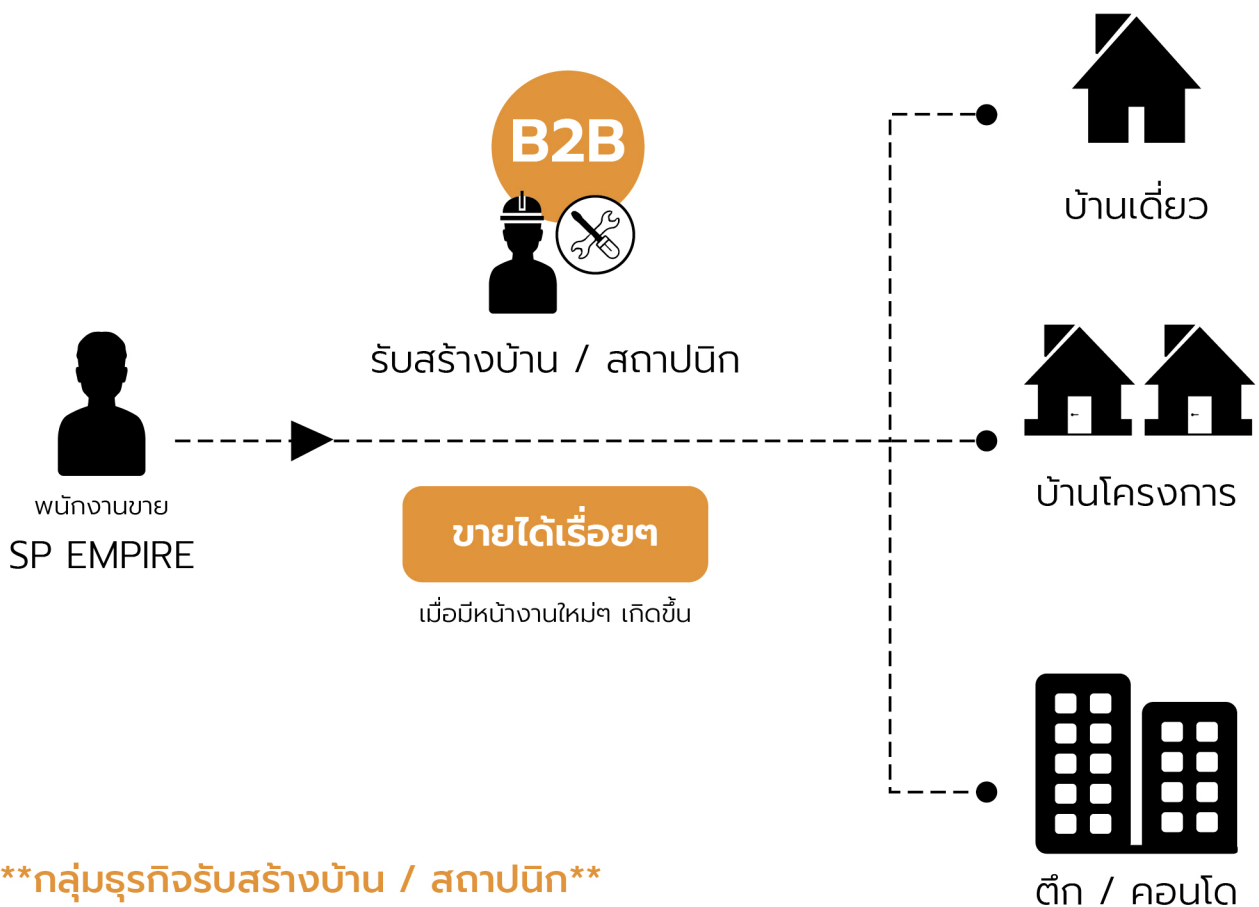 B2B
รับสร้างบ้าน / สถาปนิก
พนักงานขาย
SP EMPIRE
ขายได้เรื่อยๆ
เมื่อมีหน้างานใหม่ๆ เกิดขึ้น
บ้านเดี่ยว
บ้านโครงการ
ตึก / คอนโด
**กลุ่มธุรกิจรับสร้างบ้าน / สถาปนิก**